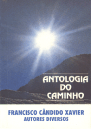 ANTOLOGIA
DO
CAMINHO
FRANCISCO CÂNDIDO XAVIER
AUTORES DIVERSOS